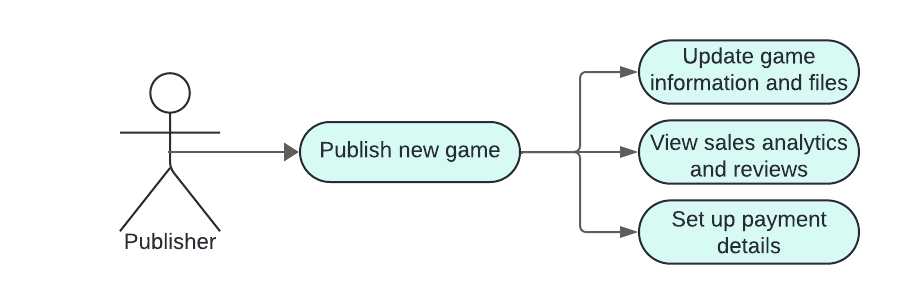 Publisher
Publish new game
Update game
information and files
View sales analytics
and reviews
Set up payment
details